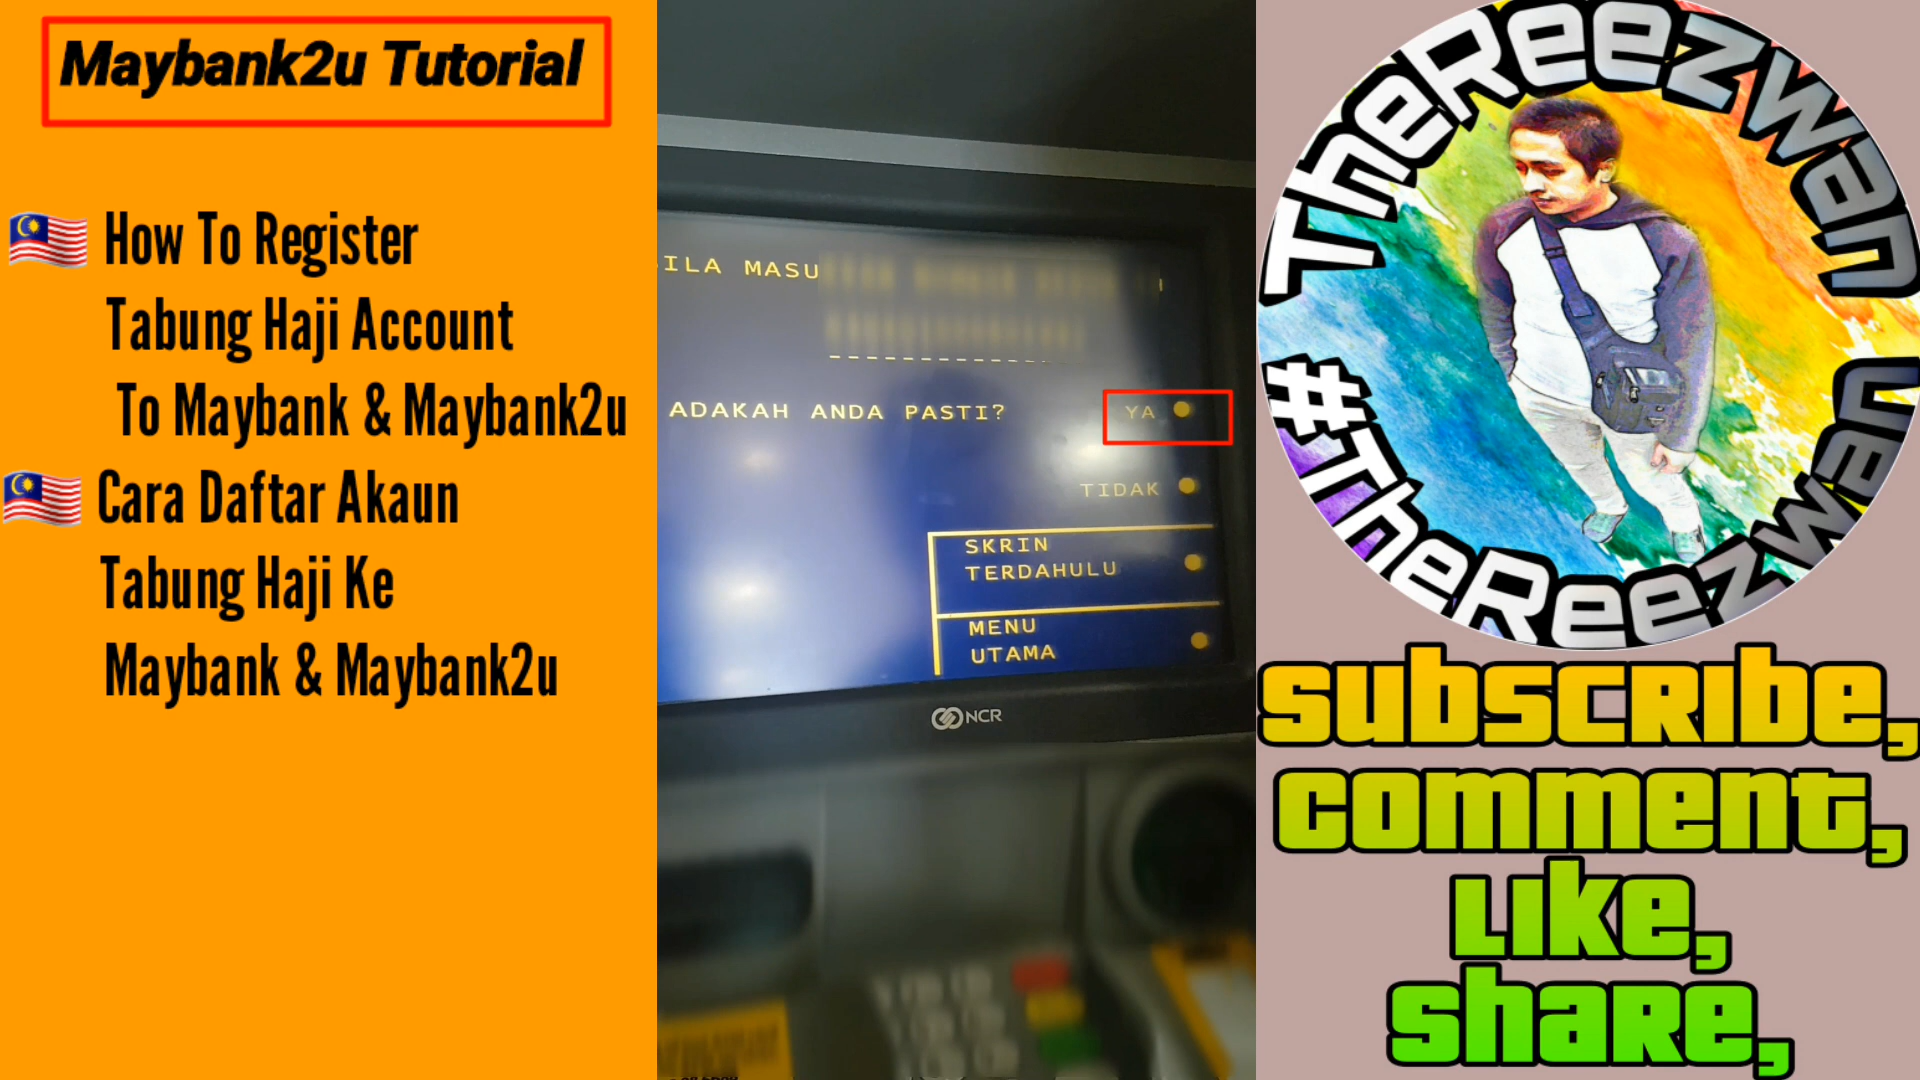 Maybank2u Tutorial
How To Register
Tabung Haji Account
To Maybank & Maybank2u
Cara Daftar Akaun
Tabung Haji Ke
Maybank & Maybank2u
ILA MASU
ADAKAH ANDA PASTI? YA
TIDAK
SKRIN
TERDAHULU
MENU
UTAMA
NCR
TheReezwan
#TheReezwan
SUBSCRIBE,
COMMENT,
LIKE,
SHARE,